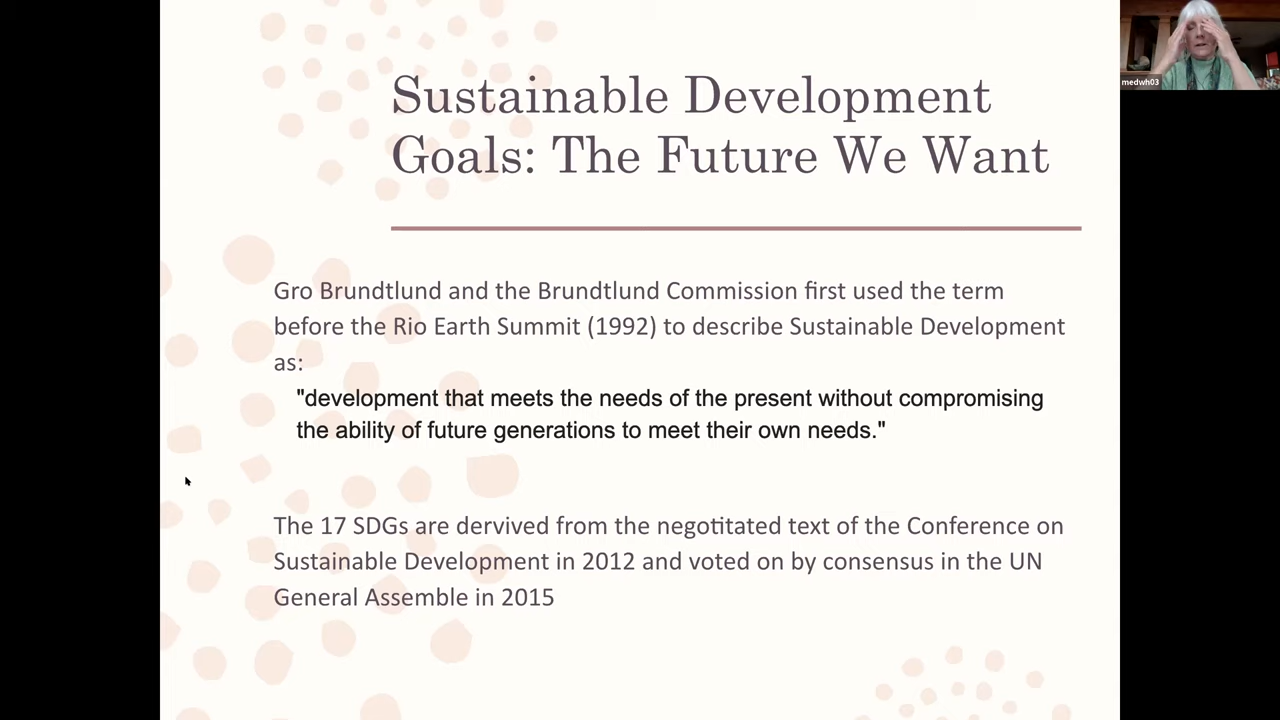 Sustainable Development
Goals: The Future We Want
Gro Brundtlund and the Brundtlund Commission first used the term
before the Rio Earth Summit (1992) to describe Sustainable Development
as:
"development that meets the needs of the present without compromising
the ability of future generations to meet their own needs."
The 17 SDGs are dervived from the negotitated text of the Conference on
Sustainable Development in 2012 and voted on by consensus in the UN
General Assemble in 2015
medwh03